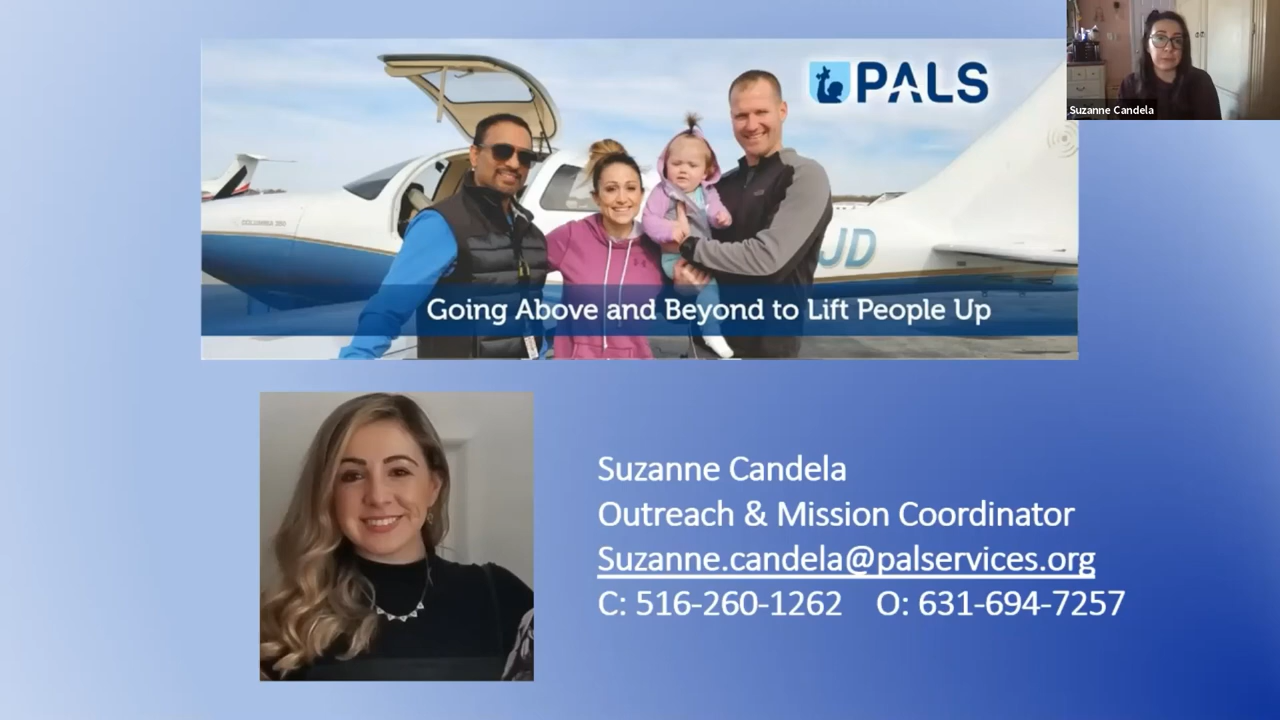 PALS
Suzanne Candela
JD
Going Above and Beyond to Lift People Up
Suzanne Candela
Outreach & Mission Coordinator
Suzanne.candela@palservices.org
C: 516-260-1262 O: 631-694-7257